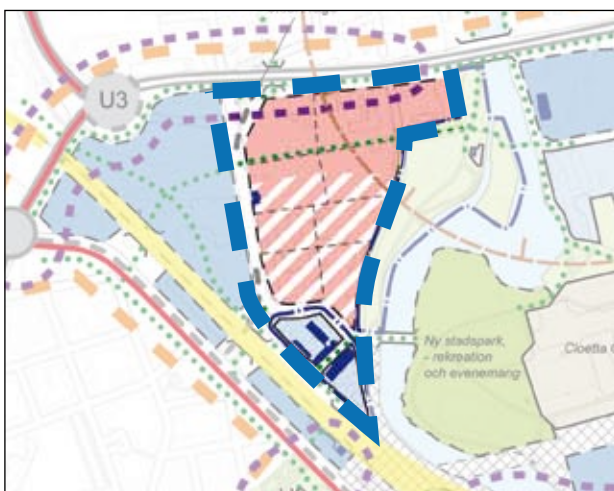 U3
Ny stadspark,
- rekreation
och evenemang
Cloetta